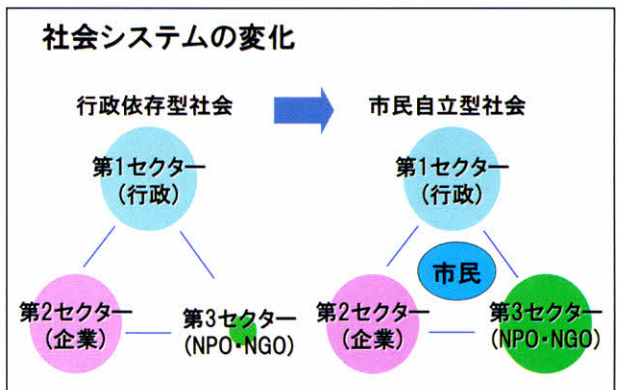 社会システムの変化
行政依存型社会
市民自立型社会
第1セクター
(行政)
第2セクター
(企業)
第3セクター
(NPO・NGO)
第1セクター
(行政)
市民
第2セクター
(企業)
第3セクター
(NPO・NGO)